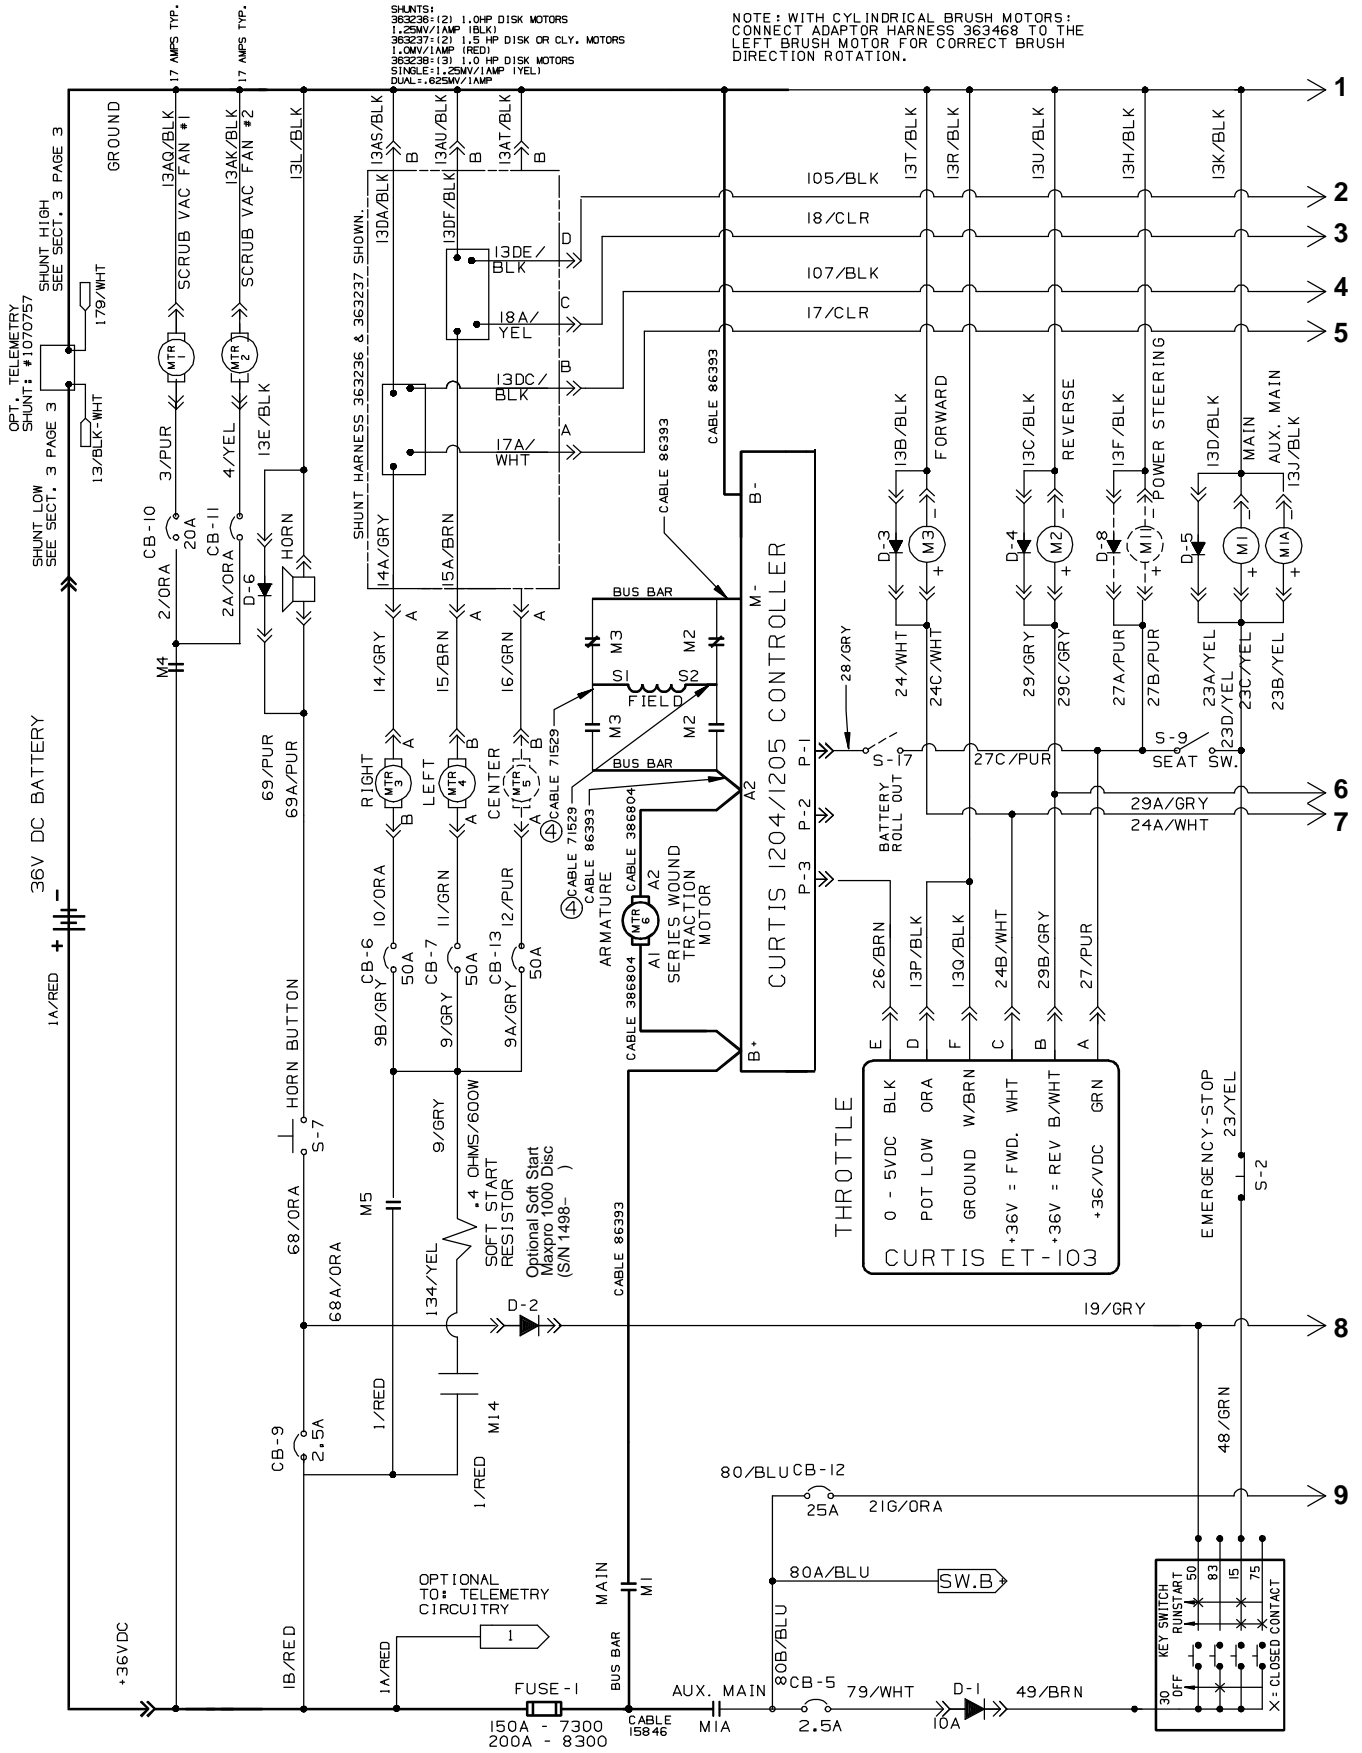 SHUNTS:
363236=(2) 1.0HP DISK MOTORS
1.25MV/1AMP (BLK)
363237=(2) 1.5 HP DISK OR CLY. MOTORS
1.0MV/1AMP (RED)
363238=(3) 1.0 HP DISK MOTORS
SINGLE=1.25MV/1AMP (YEL)
DUAL=.625MV/1AMP
NOTE: WITH CYLINDRICAL BRUSH MOTORS:
CONNECT ADAPTOR HARNESS 363468 TO THE
LEFT BRUSH MOTOR FOR CORRECT BRUSH
DIRECTION ROTATION.
17 AMPS TYP.
17 AMPS TYP.
1
2
3
4
5
6
7
8
9
GROUND
OPT. TELEMETRY
SHUNT: #1070757
SHUNT HIGH
SEE SECT. 3 PAGE 3
179/WHT
13/BLK-WHT
SHUNT LOW
SEE SECT. 3 PAGE 3
13AQ/BLK
SCRUB VAC FAN #1
13AK/BLK
SCRUB VAC FAN #2
13L/BLK
MTR
1
MTR
2
3/PUR
4/YEL
13E/BLK
CB-10
20A
CB-11
2/ORA
2A/ORA
D-6
HORN
M4
69/PUR
69A/PUR
36V DC BATTERY
-
+
1A/RED
HORN BUTTON
S-7
68/ORA
68A/ORA
CB-9
2.5A
1B/RED
+36VDC
13AS/BLK
B
13AU/BLK
B
13AT/BLK
B
SHUNT HARNESS 363236 & 363237 SHOWN.
13DA/BLK
13DF/BLK
13DE/
BLK
D
18A/
YEL
C
13DC/
BLK
B
17A/
WHT
A
14A/GRY
15A/BRN
A
A
A
14/GRY
15/BRN
16/GRN
RIGHT
MTR
3
A
B
LEFT
MTR
4
B
A
CENTER
MTR
5
B
A
10/ORA
11/GRN
12/PUR
CB-6
50A
CB-7
50A
CB-13
50A
9B/GRY
9/GRY
9A/GRY
9/GRY
M5
.4 OHMS/600W
SOFT START
RESISTOR
Optional Soft Start
Maxpro 1000 Disc
(S/N 1498- )
134/YEL
D-2
1/RED
M14
1/RED
105/BLK
18/CLR
107/BLK
17/CLR
CABLE 86393
CABLE 86393
BUS BAR
M3
M2
S1
S2
FIELD
M3
M2
BUS BAR
4
CABLE 71529
4
CABLE 71529
CABLE 86393
CABLE 386804
ARMATURE
MTR
6
A2
A1
SERIES WOUND
TRACTION
MOTOR
CABLE 386804
CABLE 86393
B-
M-
A2
B+
CURTIS 1204/1205 CONTROLLER
P-1
P-2
P-3
28/GRY
S-17
BATTERY
ROLL OUT
27C/PUR
S-9
SEAT SW.
23D/YEL
13T/BLK
13R/BLK
13U/BLK
13H/BLK
13K/BLK
13B/BLK
FORWARD
13C/BLK
REVERSE
13F/BLK
POWER STEERING
13D/BLK
MAIN
AUX. MAIN
13J/BLK
D-3
M3
-
+
D-4
M2
-
+
D-8
M11
-
+
D-5
M1
-
+
M1A
-
+
24/WHT
24C/WHT
29/GRY
29C/GRY
27A/PUR
27B/PUR
23A/YEL
23C/YEL
23B/YEL
29A/GRY
24A/WHT
26/BRN
13P/BLK
13Q/BLK
24B/WHT
29B/GRY
27/PUR
E
D
F
C
B
A
THROTTLE
0 - 5VDC BLK
POT LOW ORA
GROUND W/BRN
+36V = FWD. WHT
+36V = REV B/WHT
+36/VDC GRN
CURTIS ET-103
EMERGENCY-STOP
23/YEL
S-2
19/GRY
48/GRN
80/BLU
CB-12
25A
21G/ORA
80A/BLU
SW.B+
80B/BLU
OPTIONAL
TO: TELEMETRY
CIRCUITRY
1
1A/RED
MAIN
M1
BUS BAR
FUSE-1
150A - 7300
200A - 8300
CABLE
15846
AUX. MAIN
M1A
CB-5
2.5A
79/WHT
D-1
10A
49/BRN
KEY SWITCH
RUN
START
50
83
15
75
30
OFF
X = CLOSED CONTACT